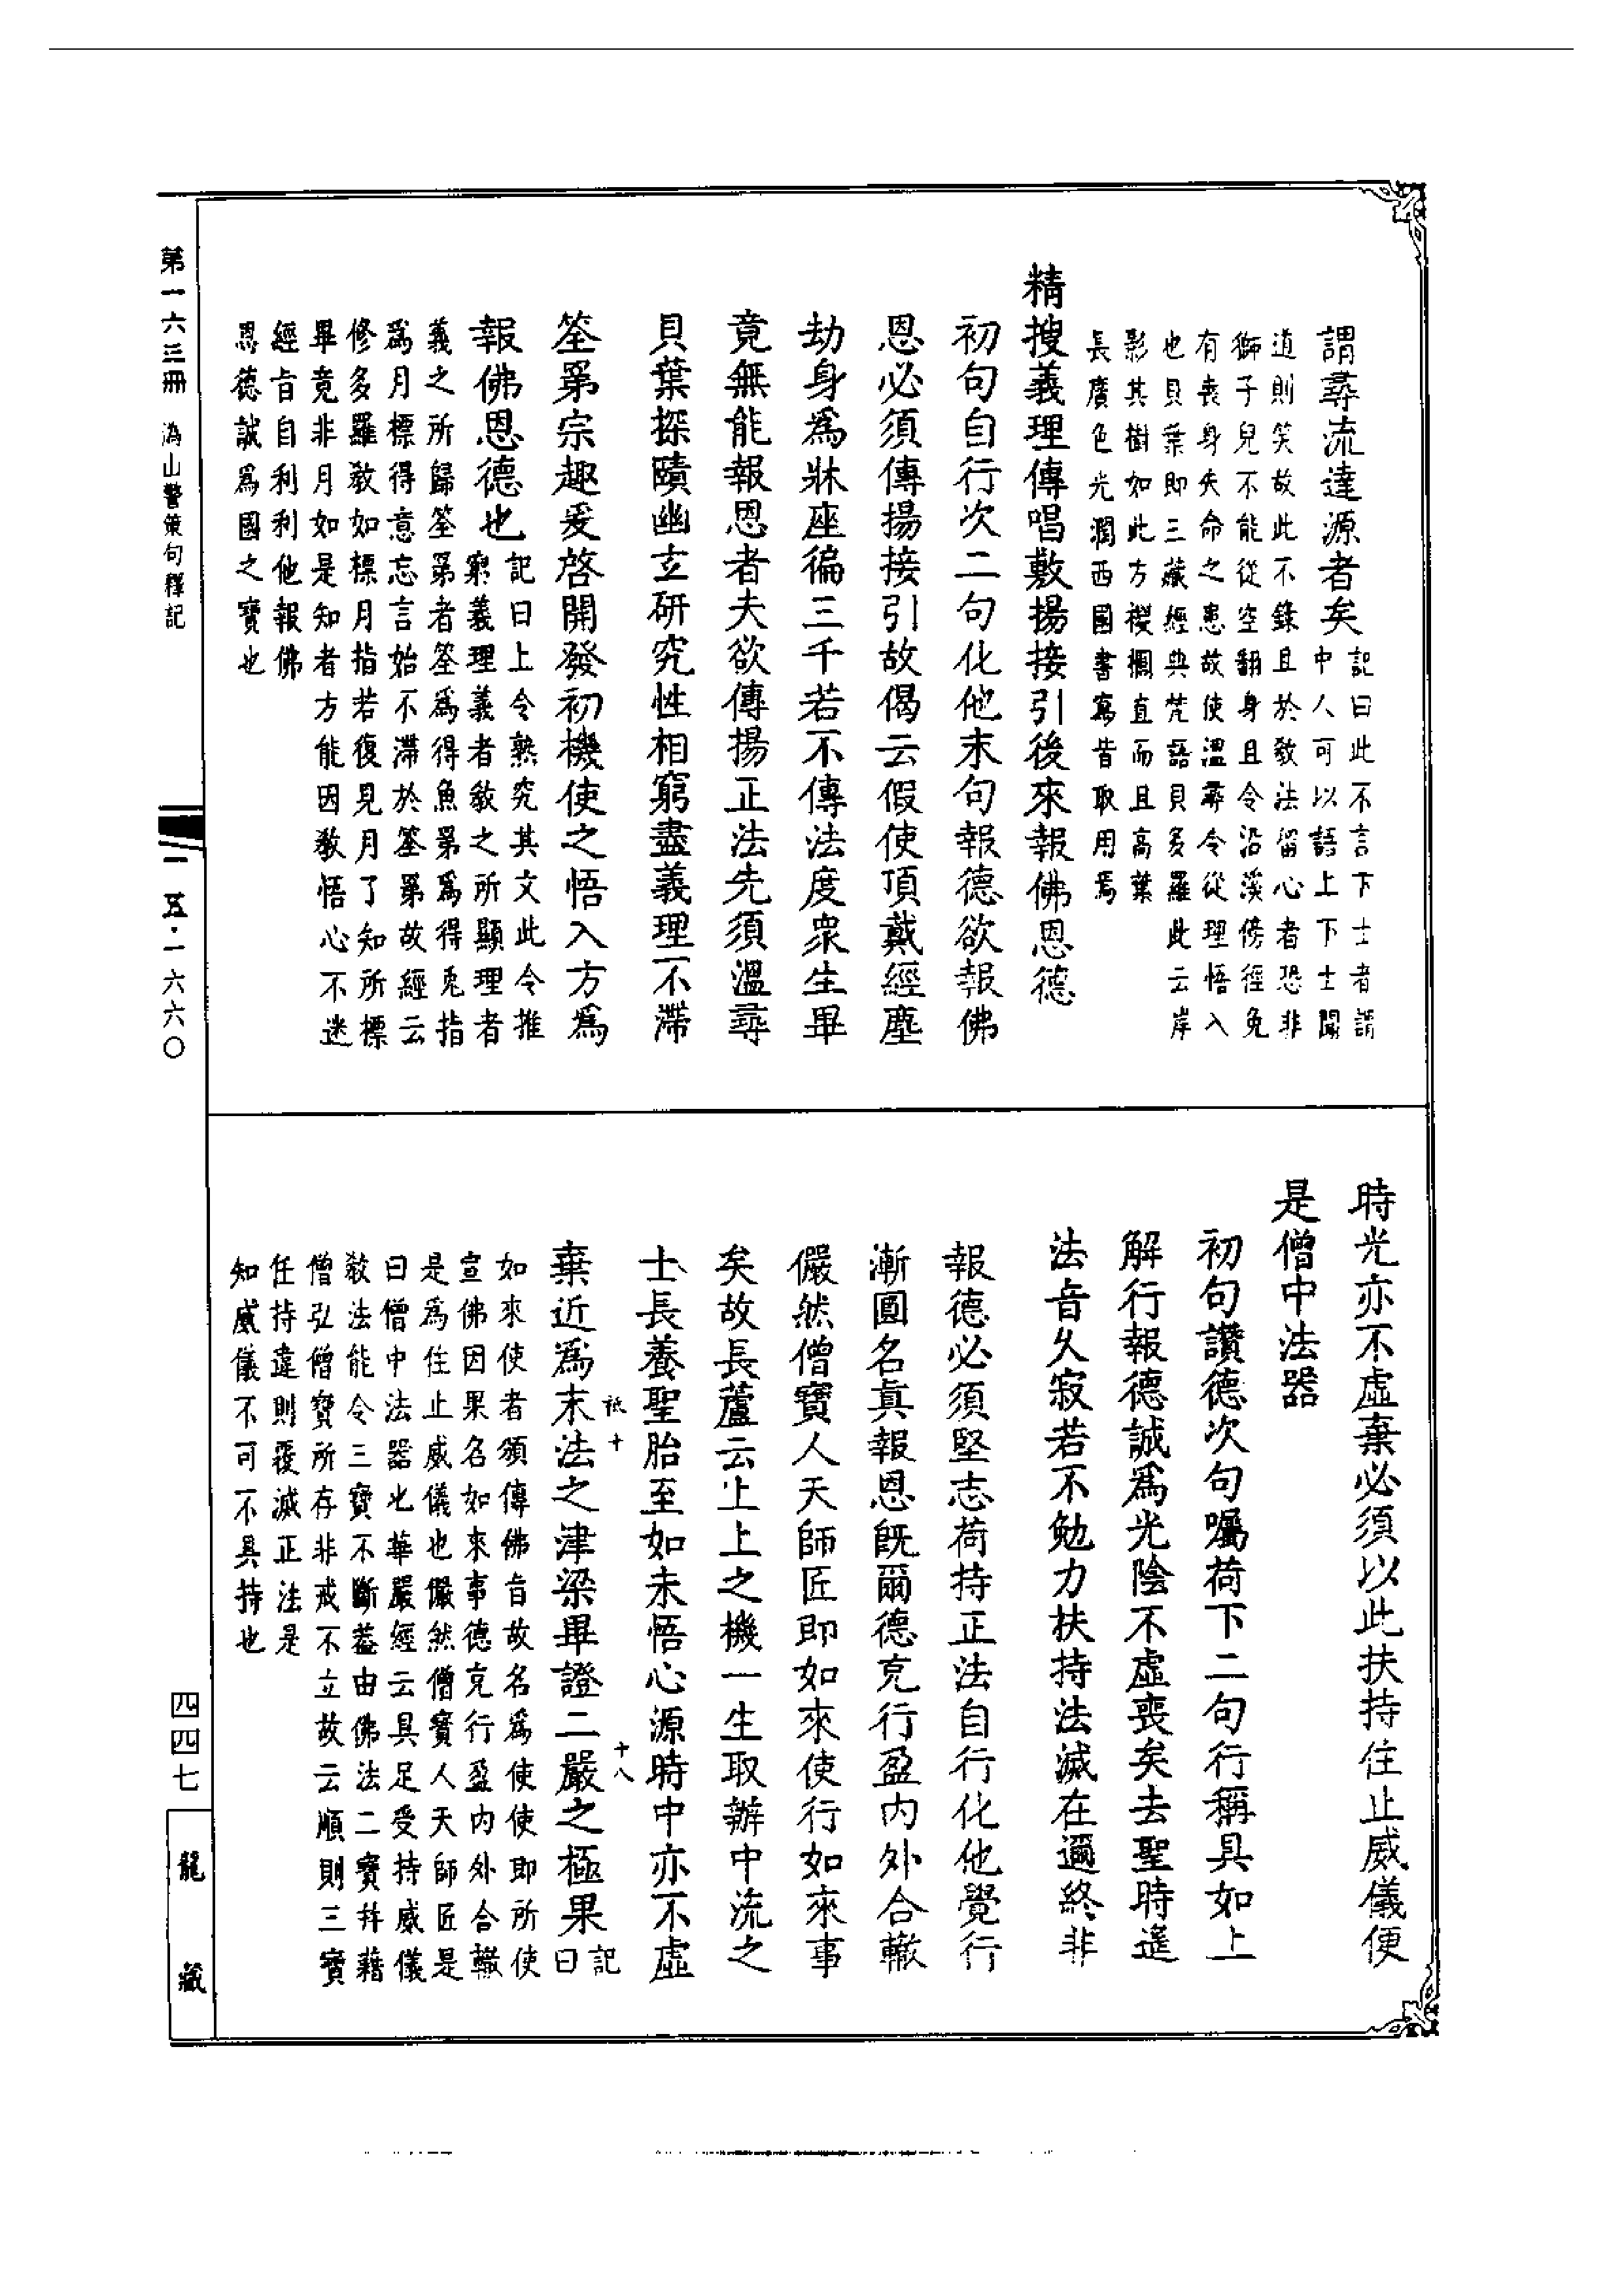 謂尋流達源者矣記曰此不言下士者謂
中人可以語上下士聞
道則笑故此不錄且於敎法留心者恐非
獅子兒不能從空翻身且令沿溪傍徑免
有喪身失命之患故使溫尋令從理悟入
也貝葉即三藏經典梵語貝多羅此云岸
影其樹如此方椶櫚直而且高葉
長廣色光潤西國書寫昔取用焉
精搜義理傳唱敷揚接引後來報佛恩德
初句自行次二句化他末句報德欲報佛
恩必須傳揚接引故偈云假使頂戴經塵
劫身爲牀座徧三千若不傳法度衆生畢
竟無能報恩者夫欲傳揚正法先須溫尋
貝葉探賾幽玄研究性相窮盡義理不滯
筌第宗趣爰啓開發初機使之悟入方爲
報佛恩德也記曰上令熟究其文此令推
窮義理義者敎之所顯理者
義之所歸筌第者筌爲得魚第爲得兎指
爲月標得意忘言始不滯於筌第故經云
修多羅敎如標月指若復見月了知所標
畢竟非月如是知者方能因敎悟心不迷
經旨自利利他報佛
恩德誠爲國之寶也
時光亦不虛棄必須以此扶持住止威儀便
是僧中法器
初句讚德次句囑荷下二句行稱具如上
解行報德誠爲光陰不虛喪矣去聖時遙
法音久寂若不勉力扶持法滅在邇終非
報德必須堅志荷持正法自行化他覺行
漸圓名眞報恩旣爾德充行盈內外合轍
儼然僧寶人天師匠即如來使行如來事
矣故長蘆云上上之機一生取辦中流之
士長養聖胎至如未悟心源時中亦不虛
棄近爲末法之津梁畢證二嚴之極果記
曰
祇十
十八
如來使者頒傳佛旨故名爲使使即所使
宣佛因果名如來事德充行盈內外合轍
是爲住止威儀也儼然僧寶人天師匠是
曰僧中法器也華嚴經云具足受持威儀
敎法能令三寶不斷葢由佛法二寶幷藉
僧弘僧寶所存非戒不立故云順則三寶
任持違則覆滅正法是
知威儀不可不具持也
第一六三冊 溈山警策句釋記
一五·一六六〇
四四七
龍藏